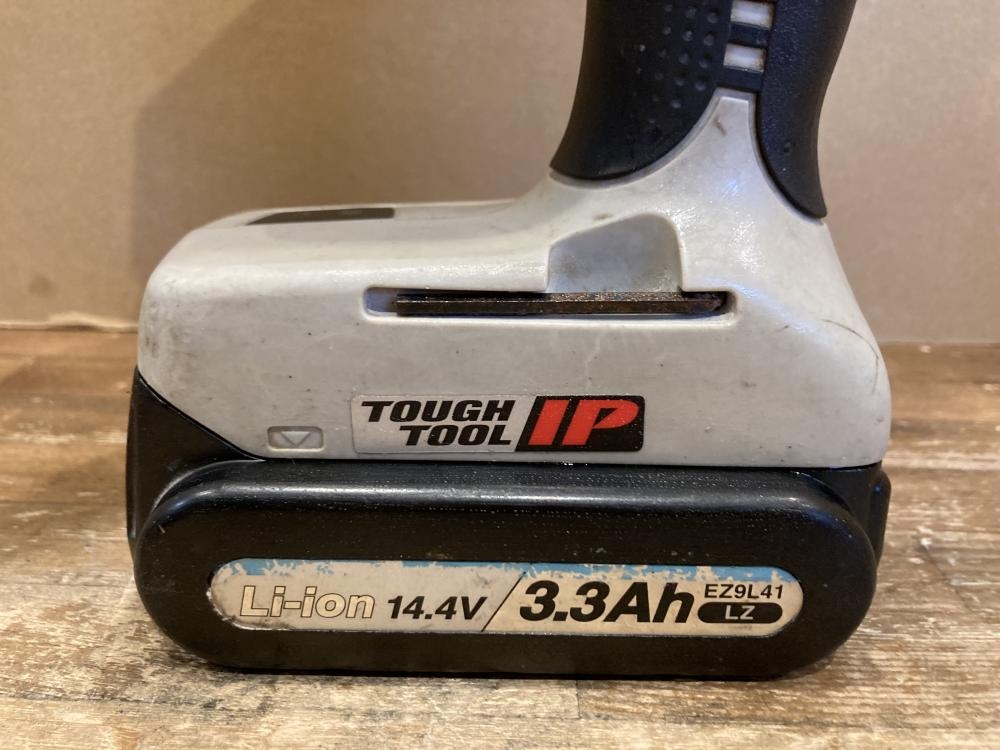 TOUGH
TOOL IP
Li-ion 14.4V/3.3Ah EZ9L41
LZ